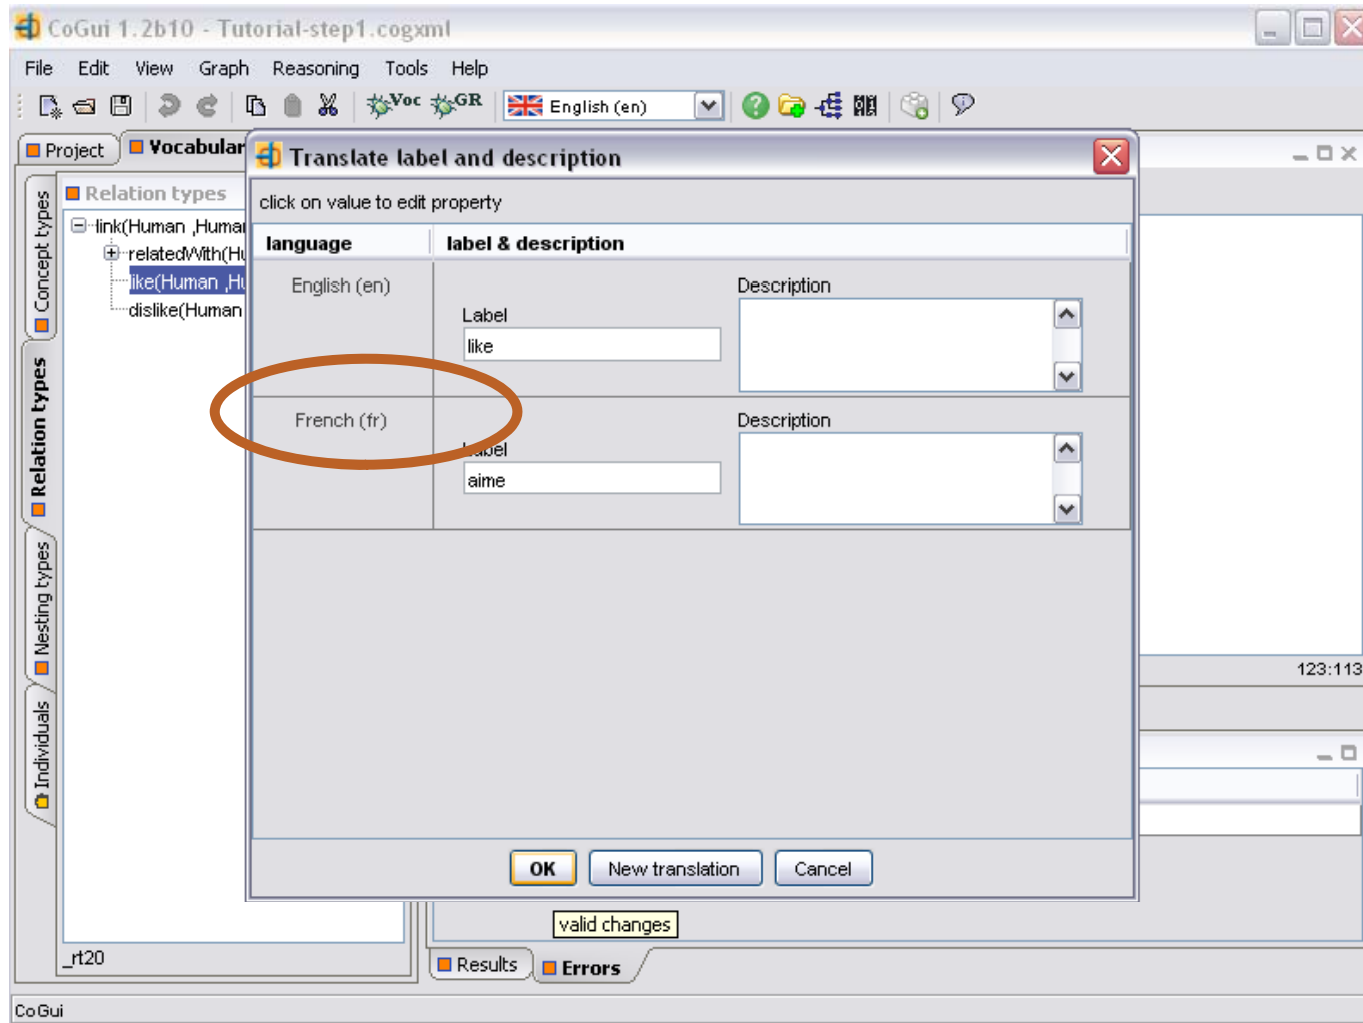 CoGui 1.2b10 - Tutorial-step1.cogxml
File Edit View Graph Reasoning Tools Help
Voc GR English (en)
Project Vocabular
Translate label and description
click on value to edit property
language label & description
English (en)
Label
like
Description
French (fr)
Label
aime
Description
OK New translation Cancel
valid changes
Concept types
Relation types
Nesting types
Individuals
Relation types
link(Human ,Human
relatedWith(Hu
like(Human ,Hu
dislike(Human
_rt20
123:113
Results Errors
CoGui